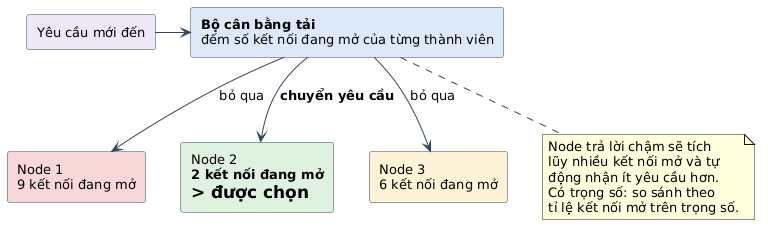 Yêu cầu mới đến
Bộ cân bằng tải
đếm số kết nối đang mở của từng thành viên
bỏ qua
chuyển yêu cầu
bỏ qua
Node 1
9 kết nối đang mở
Node 2
2 kết nối đang mở
> được chọn
Node 3
6 kết nối đang mở
Node trả lời chậm sẽ tích
lũy nhiều kết nối mở và tự
động nhận ít yêu cầu hơn.
Có trọng số: so sánh theo
tỉ lệ kết nối mở trên trọng số.